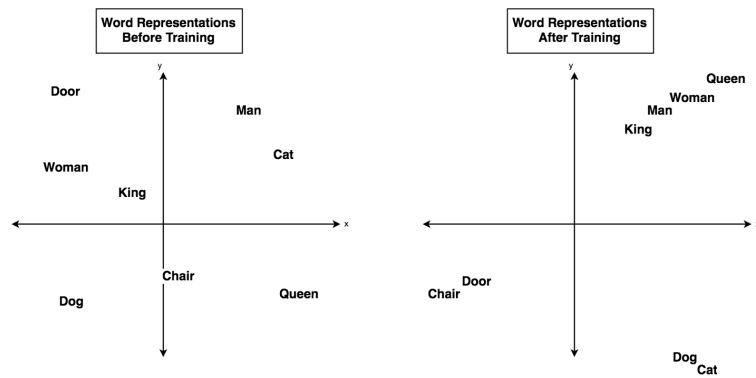 Word Representations
Before Training
y
Door
Man
Cat
Woman
King
x
Chair
Dog
Queen
Word Representations
After Training
y
Queen
Woman
Man
King
Door
Chair
Dog
Cat